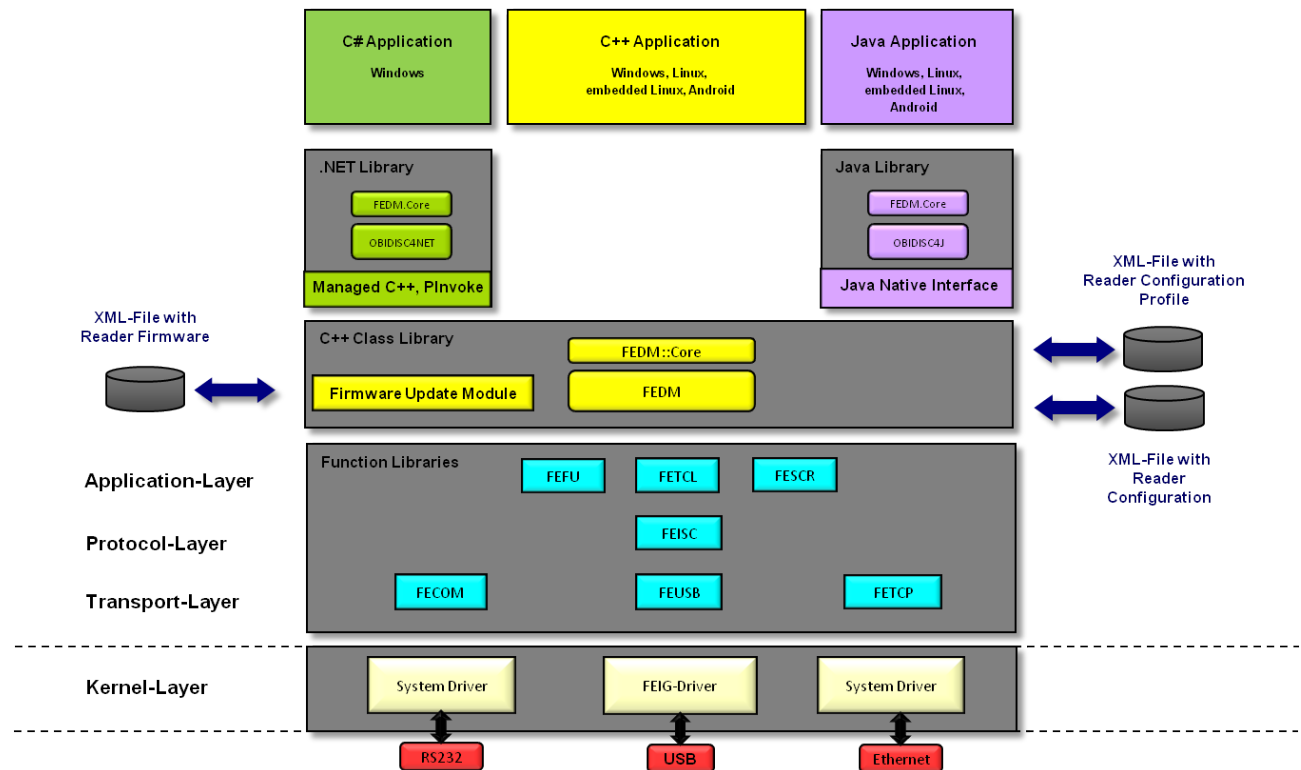 C# Application
Windows
C++ Application
Windows, Linux,
embedded Linux, Android
Java Application
Windows, Linux,
embedded Linux,
Android
.NET Library
FEDM.Core
OBIDISC4NET
Managed C++, PInvoke
Java Library
FEDM.Core
OBIDISC4J
Java Native Interface
XML-File with
Reader Firmware
XML-File with
Reader Configuration
Profile
C++ Class Library
FEDM::Core
Firmware Update Module
FEDM
XML-File with
Reader
Configuration
Function Libraries
Application-Layer
FEFU
FETCL
FESCR
Protocol-Layer
FEISC
Transport-Layer
FECOM
FEUSB
FETCP
Kernel-Layer
System Driver
FEIG-Driver
System Driver
RS232
USB
Ethernet